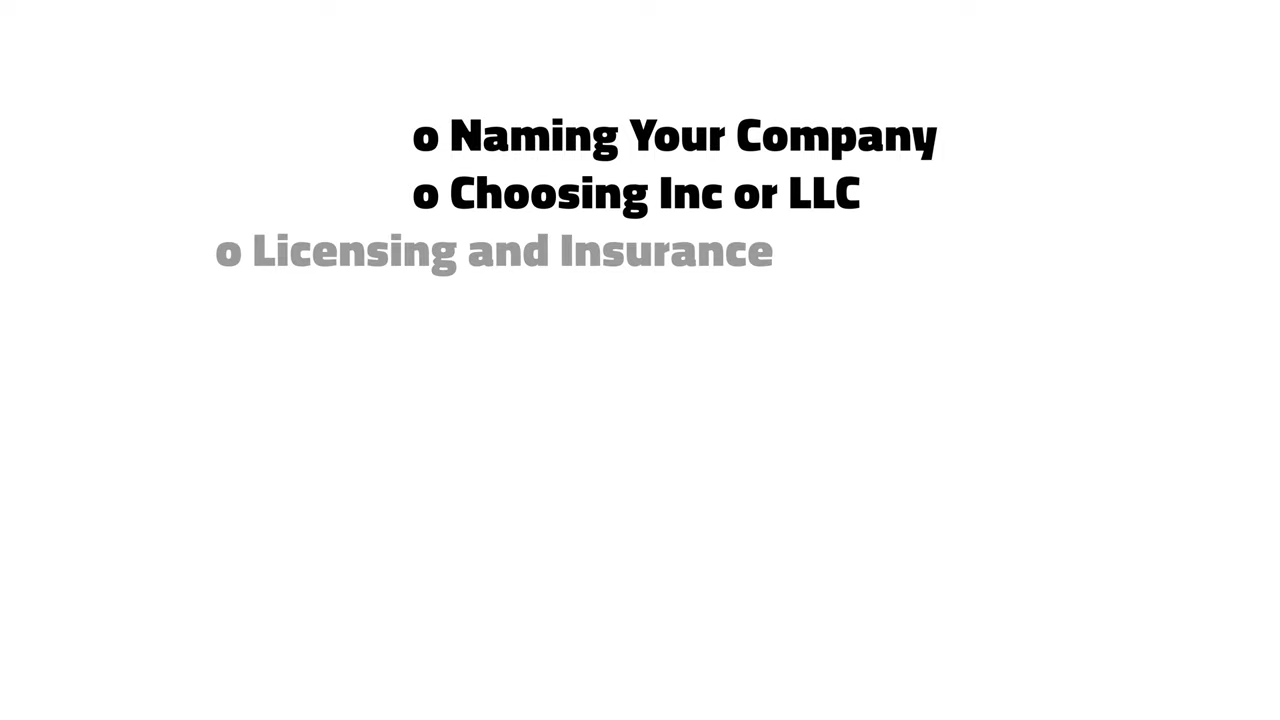 o Naming Your Company
o Choosing Inc or LLC
o Licensing and Insurance